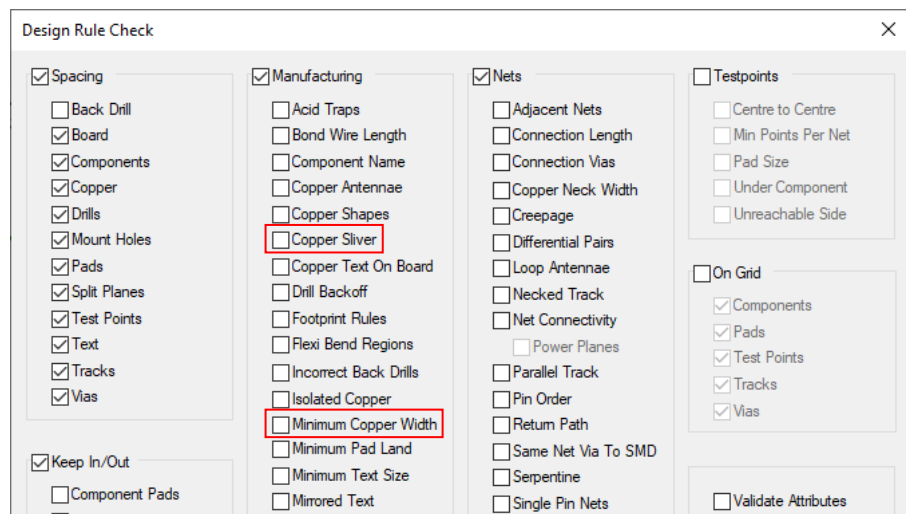 Design Rule Check
Spacing
Back Drill
Board
Components
Copper
Drills
Mount Holes
Pads
Split Planes
Test Points
Text
Tracks
Vias
Keep In/Out
Component Pads
Manufacturing
Acid Traps
Bond Wire Length
Component Name
Copper Antennae
Copper Shapes
Copper Sliver
Copper Text On Board
Drill Backoff
Footprint Rules
Flexi Bend Regions
Incorrect Back Drills
Isolated Copper
Minimum Copper Width
Minimum Pad Land
Minimum Text Size
Mirrored Text
Nets
Adjacent Nets
Connection Length
Connection Vias
Copper Neck Width
Creepage
Differential Pairs
Loop Antennae
Necked Track
Net Connectivity
Power Planes
Parallel Track
Pin Order
Return Path
Same Net Via To SMD
Serpentine
Single Pin Nets
Testpoints
Centre to Centre
Min Points Per Net
Pad Size
Under Component
Unreachable Side
On Grid
Components
Pads
Test Points
Tracks
Vias
Validate Attributes